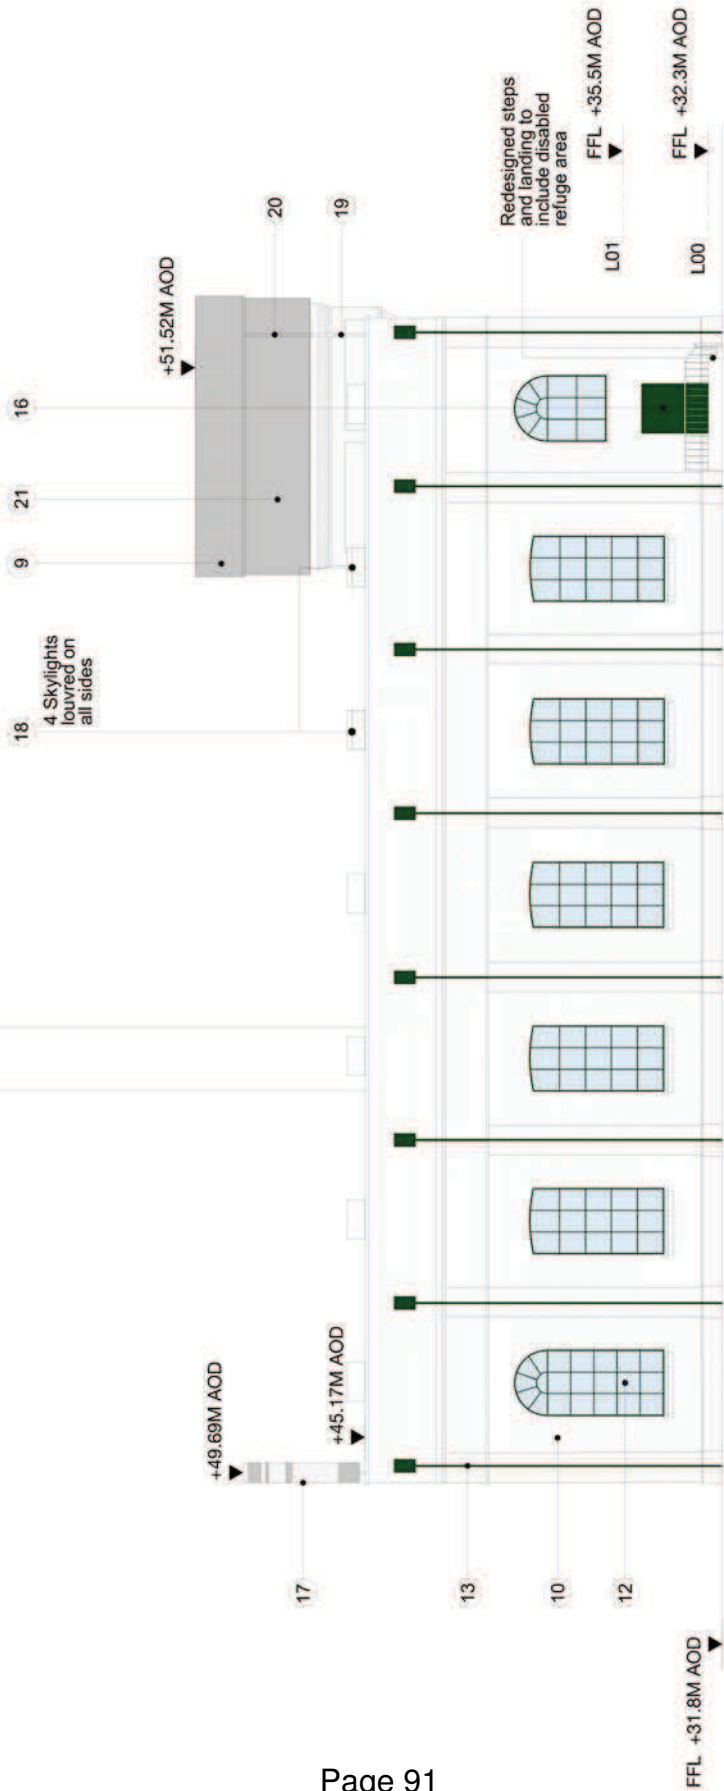 9
21
16
18
4 Skylights
louvred on
all sides
+51.52M AOD
20
19
Redesigned steps
and landing to
include disabled
refuge area
FFL +35.5M AOD
L01
FFL +32.3M AOD
L00
+49.69M AOD
+45.17M AOD
17
13
10
12
FFL +31.8M AOD
Page 91